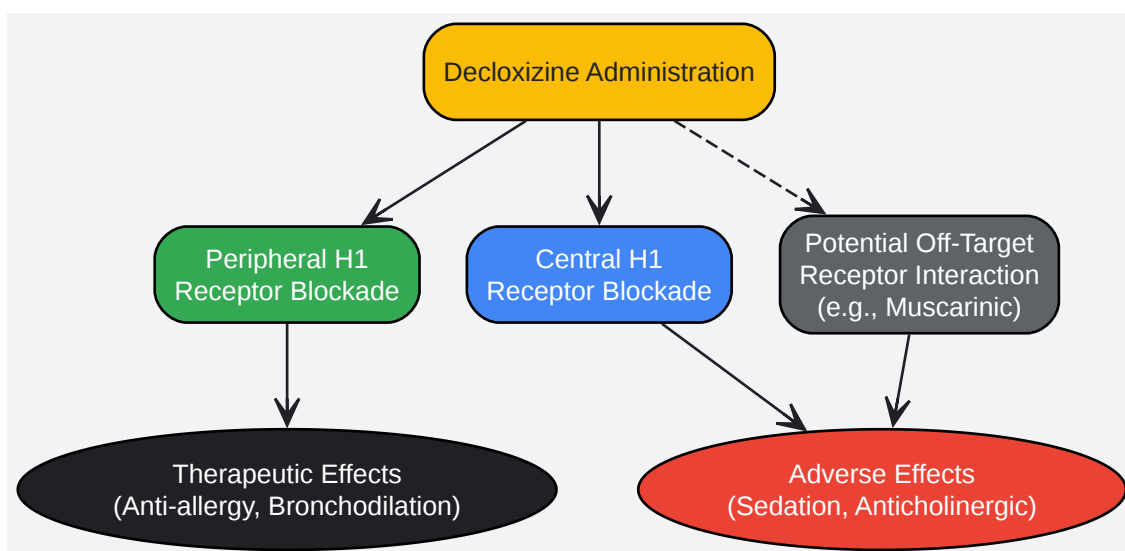 Decloxizine Administration
Peripheral H1
Receptor Blockade
Central H1
Receptor Blockade
Potential Off-Target
Receptor Interaction
(e.g., Muscarinic)
Therapeutic Effects
(Anti-allergy, Bronchodilation)
Adverse Effects
(Sedation, Anticholinergic)